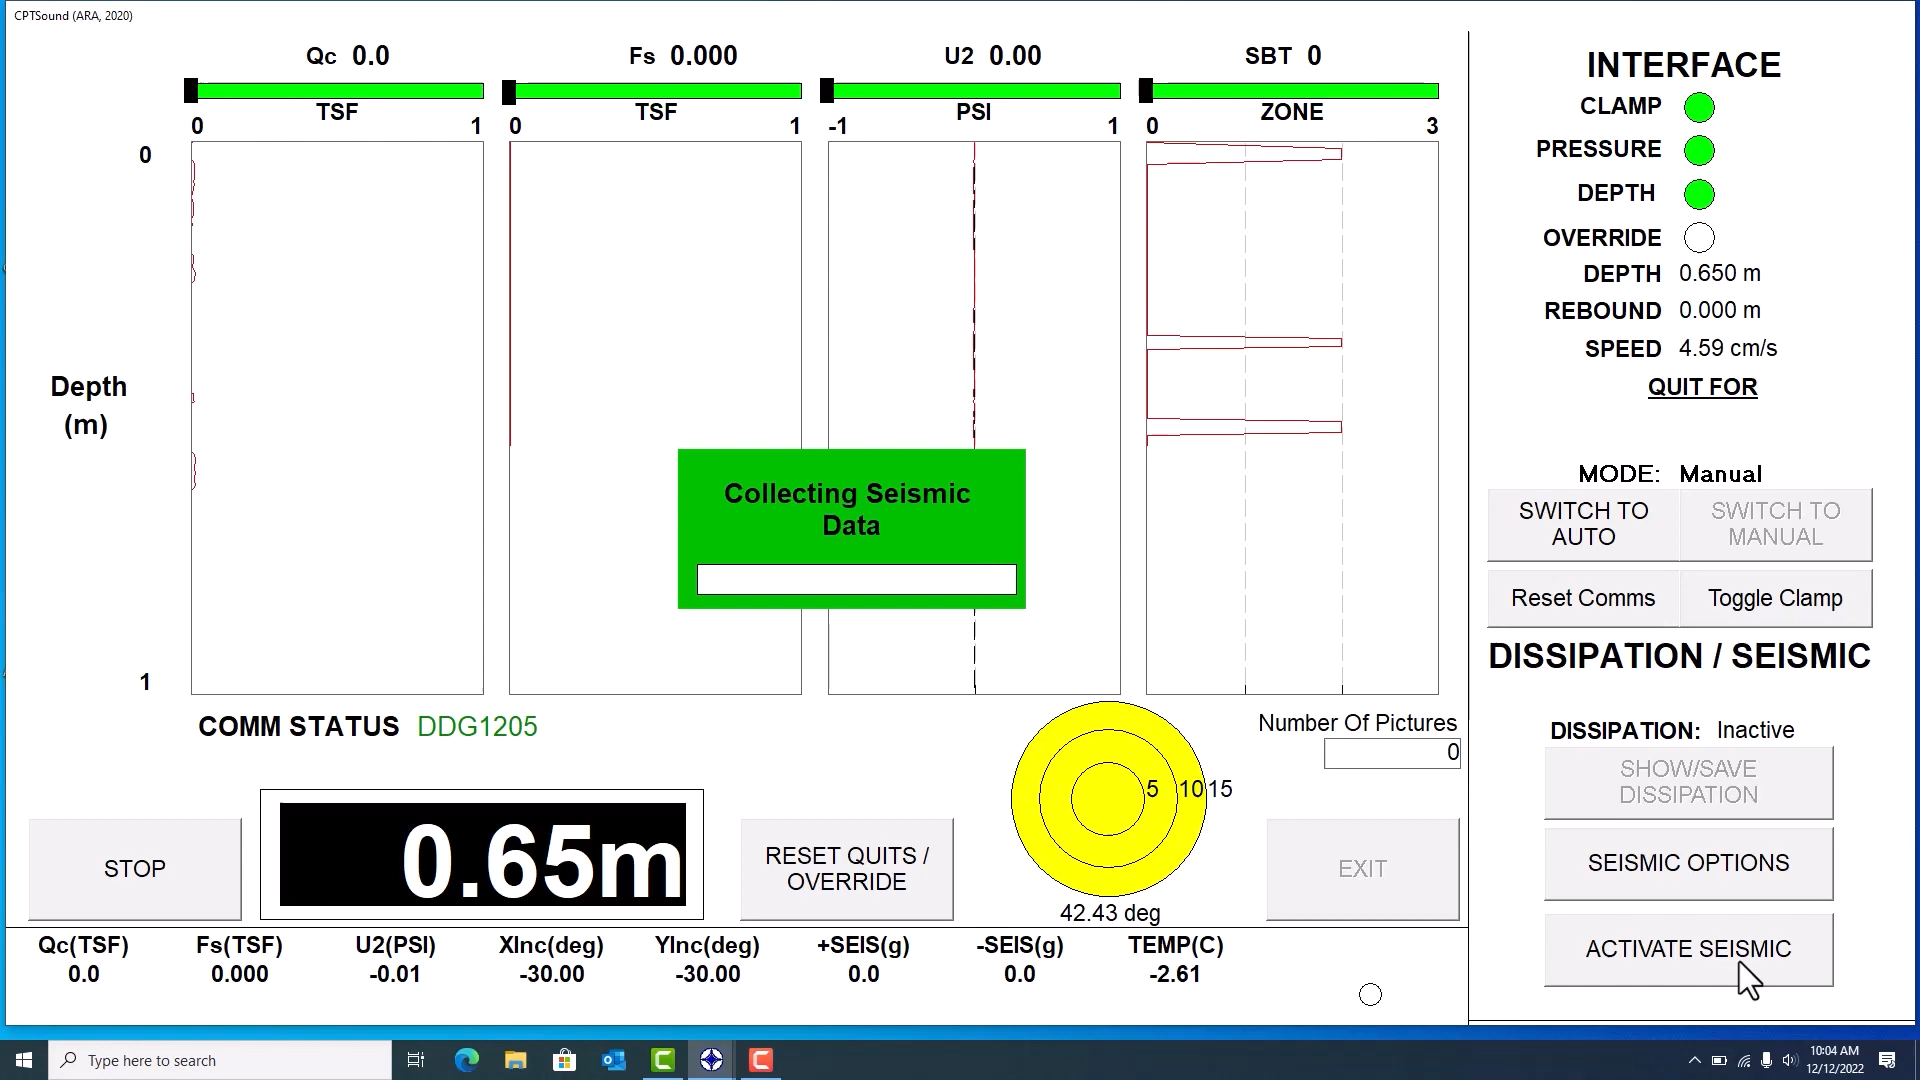 CPTSound (ARA, 2020)
Qc 0.0
Fs 0.000
U2 0.00
SBT 0
TSF
TSF
PSI
ZONE
0 1
0 1
-1 1
0 3
0
Depth
(m)
1
Collecting Seismic
Data
COMM STATUS DDG1205
Number Of Pictures
0
5 10 15
42.43 deg
STOP
0.65m
RESET QUITS /
OVERRIDE
EXIT
Qc(TSF) Fs(TSF) U2(PSI) XInc(deg) YInc(deg) +SEIS(g) -SEIS(g) TEMP(C)
0.0 0.000 -0.01 -30.00 -30.00 0.0 0.0 -2.61
INTERFACE
CLAMP
PRESSURE
DEPTH
OVERRIDE
DEPTH 0.650 m
REBOUND 0.000 m
SPEED 4.59 cm/s
QUIT FOR
MODE: Manual
SWITCH TO
AUTO
SWITCH TO
MANUAL
Reset Comms
Toggle Clamp
DISSIPATION / SEISMIC
DISSIPATION: Inactive
SHOW/SAVE
DISSIPATION
SEISMIC OPTIONS
ACTIVATE SEISMIC
Type here to search
10:04 AM
12/12/2022